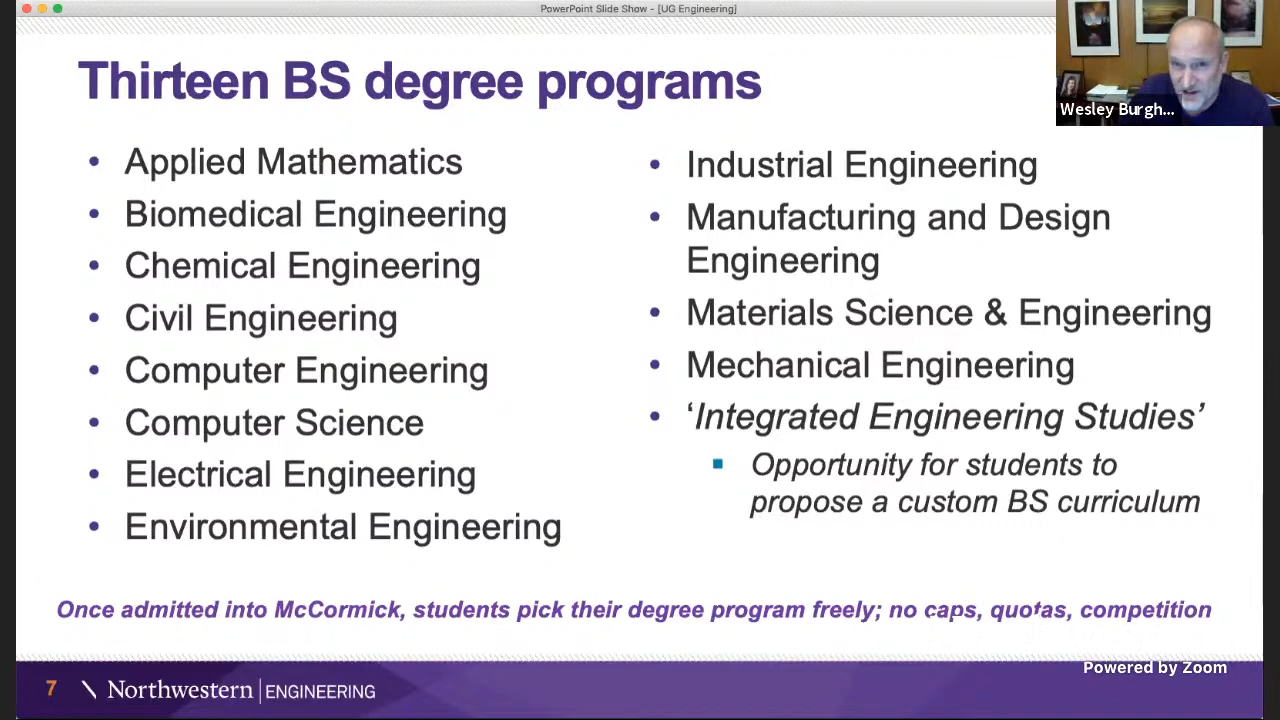 PowerPoint Slide Show - [UG Engineering]
Wesley Burgh...
Thirteen BS degree programs
• Applied Mathematics
• Biomedical Engineering
• Chemical Engineering
• Civil Engineering
• Computer Engineering
• Computer Science
• Electrical Engineering
• Environmental Engineering
• Industrial Engineering
• Manufacturing and Design
Engineering
• Materials Science & Engineering
• Mechanical Engineering
• ‘Integrated Engineering Studies’
▪ Opportunity for students to
propose a custom BS curriculum
Once admitted into McCormick, students pick their degree program freely; no caps, quotas, competition
7
Northwestern | ENGINEERING
Powered by Zoom